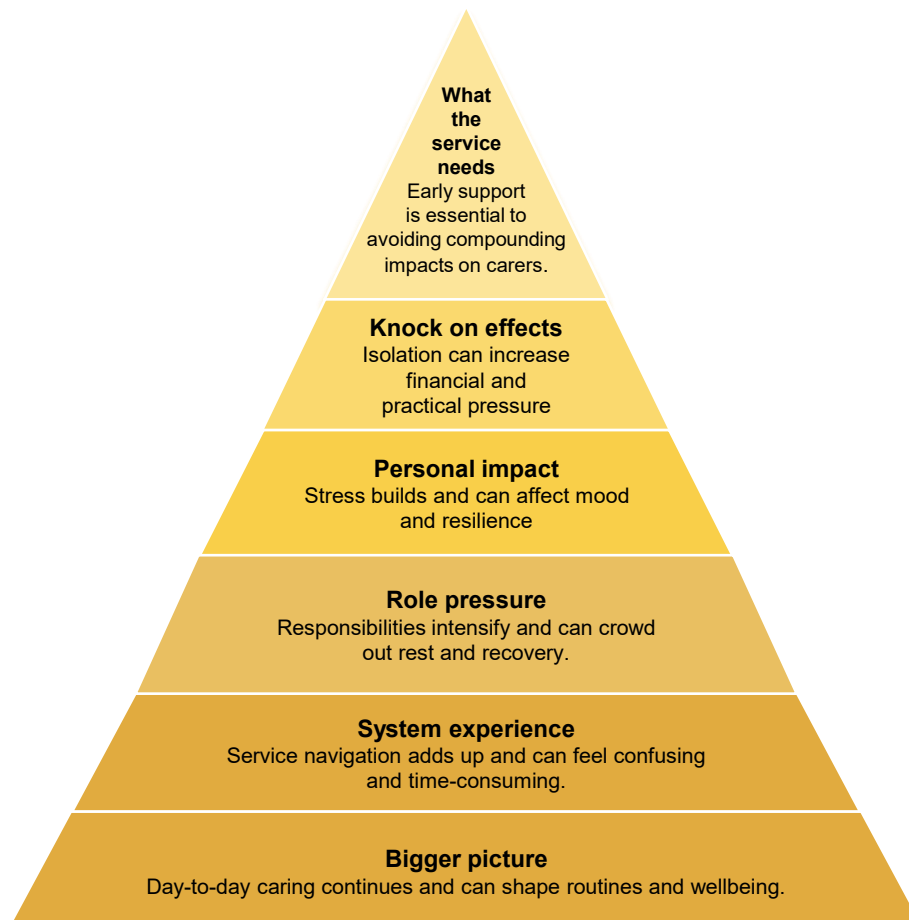 What
the
service
needs
Early support
is essential to
avoiding compounding
impacts on carers.
Knock on effects
Isolation can increase
financial and
practical pressure
Personal impact
Stress builds and can affect mood
and resilience
Role pressure
Responsibilities intensify and can crowd
out rest and recovery.
System experience
Service navigation adds up and can feel confusing
and time-consuming.
Bigger picture
Day-to-day caring continues and can shape routines and wellbeing.